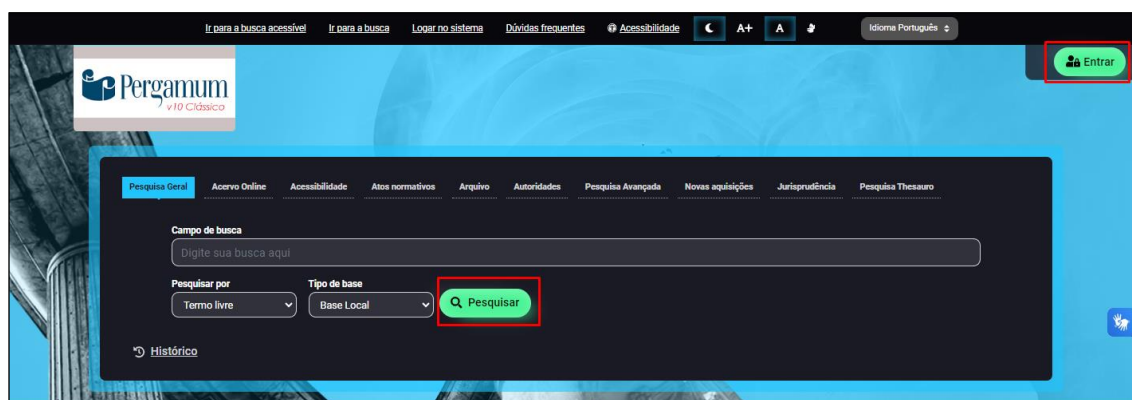 Ir para a busca acessível Ir para a busca Logar no sistema Dúvidas frequentes Acessibilidade A+ A Idioma Português
Entrar
Pergamum
v10 Clássico
Pesquisa Geral Acervo Online Acessibilidade Atos normativos Arquivo Autoridades Pesquisa Avançada Novas aquisições Jurisprudência Pesquisa Thesauro
Campo de busca
Digite sua busca aqui
Pesquisar por Tipo de base
Termo livre Base Local Pesquisar
Histórico